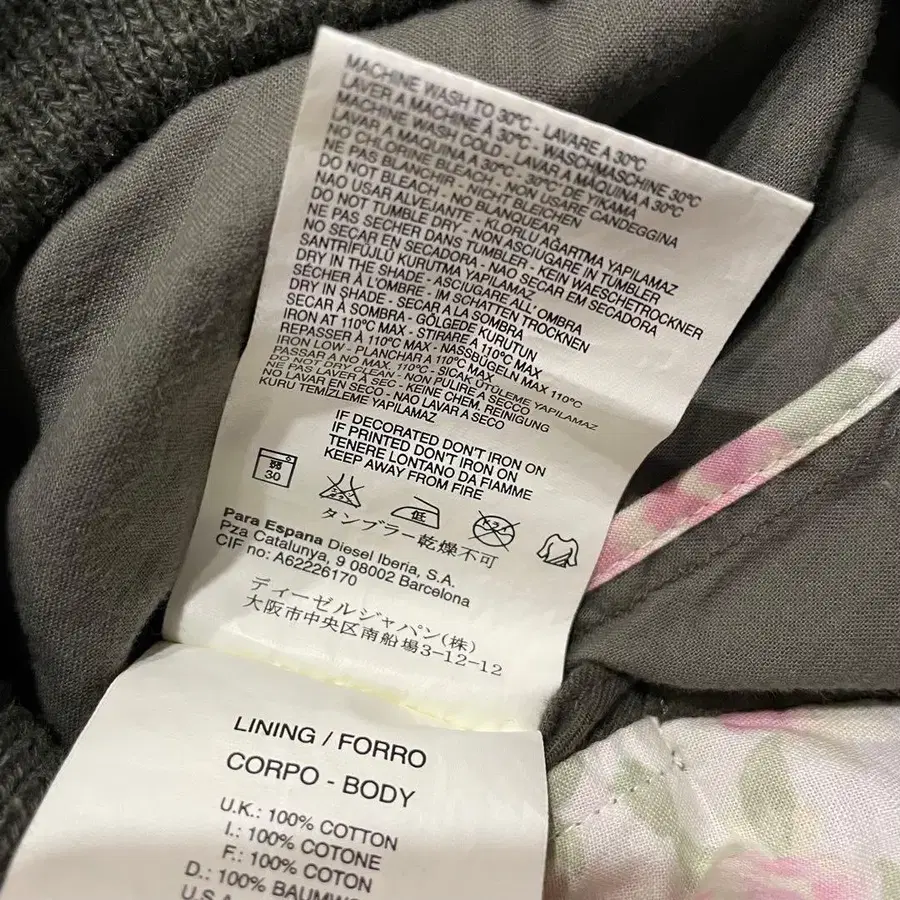 MACHINE WASH TO 30°C - LAVARE A 30°C
LAVER A MACHINE A 30°C - WASCHMASCHINE 30°C
MACHINE WASH COLD - LAVAR A MAQUINA A 30°C
LAVAR A MAQUINA A 30°C - 30°C DE YIKAMA
NO CHLORINE BLEACH - NON USARE CANDEGGINA
NE PAS BLANCHIR - NICHT BLEICHEN
DO NOT BLEACH - NO BLANQUEAR
NAO USAR ALVEJANTE - KLORLU AĞARTMA YAPILAMAZ
DO NOT TUMBLE DRY - NON ASCIUGARE IN TUMBLER
NE PAS SECHER DANS TUMBLER - KEIN WAESCHETROCKNER
NO SECAR EN SECADORA - NAO SECAR EM SECADORA
SANTRİFÜJLÜ KURUTMA YAPILAMAZ
DRY IN THE SHADE - ASCIUGARE ALL'OMBRA
SÉCHER À L'OMBRE - IM SCHATTEN TROCKNEN
DRY IN SHADE - SECAR A LA SOMBRA
SECAR À SOMBRA - GÖLGEDE KURUTUN
IRON AT 110°C MAX - STIRARE A 110°C MAX
REPASSER À 110°C MAX - NASSBÜGELN MAX 110°C
IRON LOW - PLANCHAR A 110°C MAX
PASSAR A NO MAX. 110°C - SICAK ÜTÜLEME YAPILAMAZ
DO NOT DRY CLEAN - NON PULIRE A SECCO
NE PAS LAVER À SEC - KEINE CHEM. REINIGUNG
NO LAVAR EN SECO - NÃO LAVAR A SECO
KURU TEMİZLEME YAPILAMAZ
IF DECORATED DON'T IRON ON
IF PRINTED DON'T IRON ON
TENERE LONTANO DA FIAMME
KEEP AWAY FROM FIRE
30
低
タンブラー乾燥不可
Para Espana Diesel Iberia, S.A.
Pza Catalunya, 9 08002 Barcelona
CIF no: A62226170
ディーゼルジャパン(株)
大阪市中央区南船場3-12-12
LINING / FORRO
CORPO - BODY
U.K.: 100% COTTON
I.: 100% COTONE
F.: 100% COTON
D.: 100% BAUMWO
U.S.A